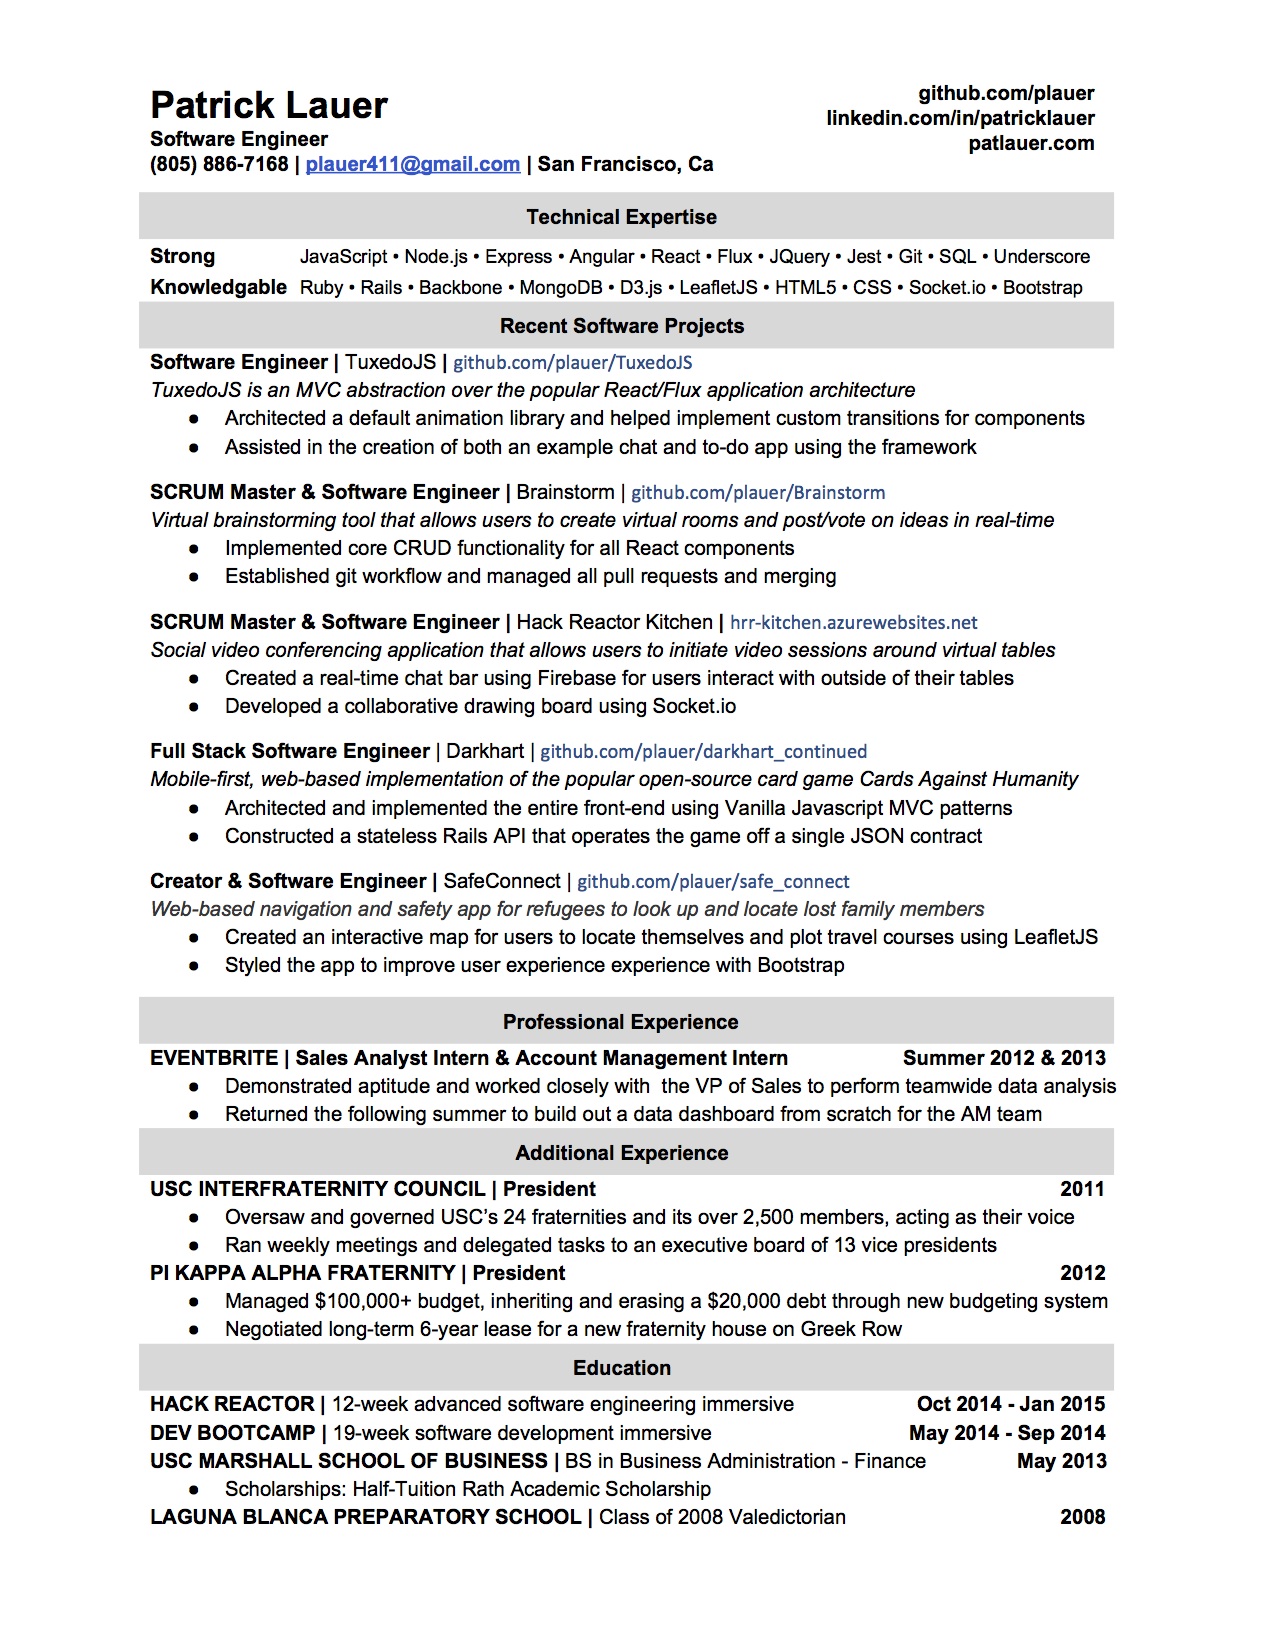 Patrick Lauer
Software Engineer
(805) 886-7168 | plauer411@gmail.com | San Francisco, Ca
github.com/plauer
linkedin.com/in/patricklauer
patlauer.com
Technical Expertise
Strong JavaScript • Node.js • Express • Angular • React • Flux • JQuery • Jest • Git • SQL • Underscore
Knowledgable Ruby • Rails • Backbone • MongoDB • D3.js • LeafletJS • HTML5 • CSS • Socket.io • Bootstrap
Recent Software Projects
Software Engineer | TuxedoJS | github.com/plauer/TuxedoJS
TuxedoJS is an MVC abstraction over the popular React/Flux application architecture
● Architected a default animation library and helped implement custom transitions for components
● Assisted in the creation of both an example chat and to-do app using the framework
SCRUM Master & Software Engineer | Brainstorm | github.com/plauer/Brainstorm
Virtual brainstorming tool that allows users to create virtual rooms and post/vote on ideas in real-time
● Implemented core CRUD functionality for all React components
● Established git workflow and managed all pull requests and merging
SCRUM Master & Software Engineer | Hack Reactor Kitchen | hrr-kitchen.azurewebsites.net
Social video conferencing application that allows users to initiate video sessions around virtual tables
● Created a real-time chat bar using Firebase for users interact with outside of their tables
● Developed a collaborative drawing board using Socket.io
Full Stack Software Engineer | Darkhart | github.com/plauer/darkhart_continued
Mobile-first, web-based implementation of the popular open-source card game Cards Against Humanity
● Architected and implemented the entire front-end using Vanilla Javascript MVC patterns
● Constructed a stateless Rails API that operates the game off a single JSON contract
Creator & Software Engineer | SafeConnect | github.com/plauer/safe_connect
Web-based navigation and safety app for refugees to look up and locate lost family members
● Created an interactive map for users to locate themselves and plot travel courses using LeafletJS
● Styled the app to improve user experience experience with Bootstrap
Professional Experience
EVENTBRITE | Sales Analyst Intern & Account Management Intern Summer 2012 & 2013
● Demonstrated aptitude and worked closely with the VP of Sales to perform teamwide data analysis
● Returned the following summer to build out a data dashboard from scratch for the AM team
Additional Experience
USC INTERFRATERNITY COUNCIL | President 2011
● Oversaw and governed USC’s 24 fraternities and its over 2,500 members, acting as their voice
● Ran weekly meetings and delegated tasks to an executive board of 13 vice presidents
PI KAPPA ALPHA FRATERNITY | President 2012
● Managed $100,000+ budget, inheriting and erasing a $20,000 debt through new budgeting system
● Negotiated long-term 6-year lease for a new fraternity house on Greek Row
Education
HACK REACTOR | 12-week advanced software engineering immersive Oct 2014 - Jan 2015
DEV BOOTCAMP | 19-week software development immersive May 2014 - Sep 2014
USC MARSHALL SCHOOL OF BUSINESS | BS in Business Administration - Finance May 2013
● Scholarships: Half-Tuition Rath Academic Scholarship
LAGUNA BLANCA PREPARATORY SCHOOL | Class of 2008 Valedictorian 2008